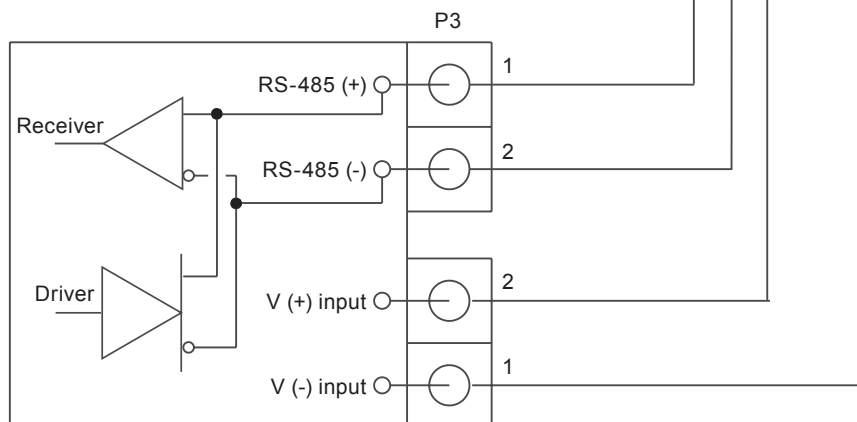 P3
RS-485 (+)
1
Receiver
RS-485 (-)
2
Driver
V (+) input
2
V (-) input
1